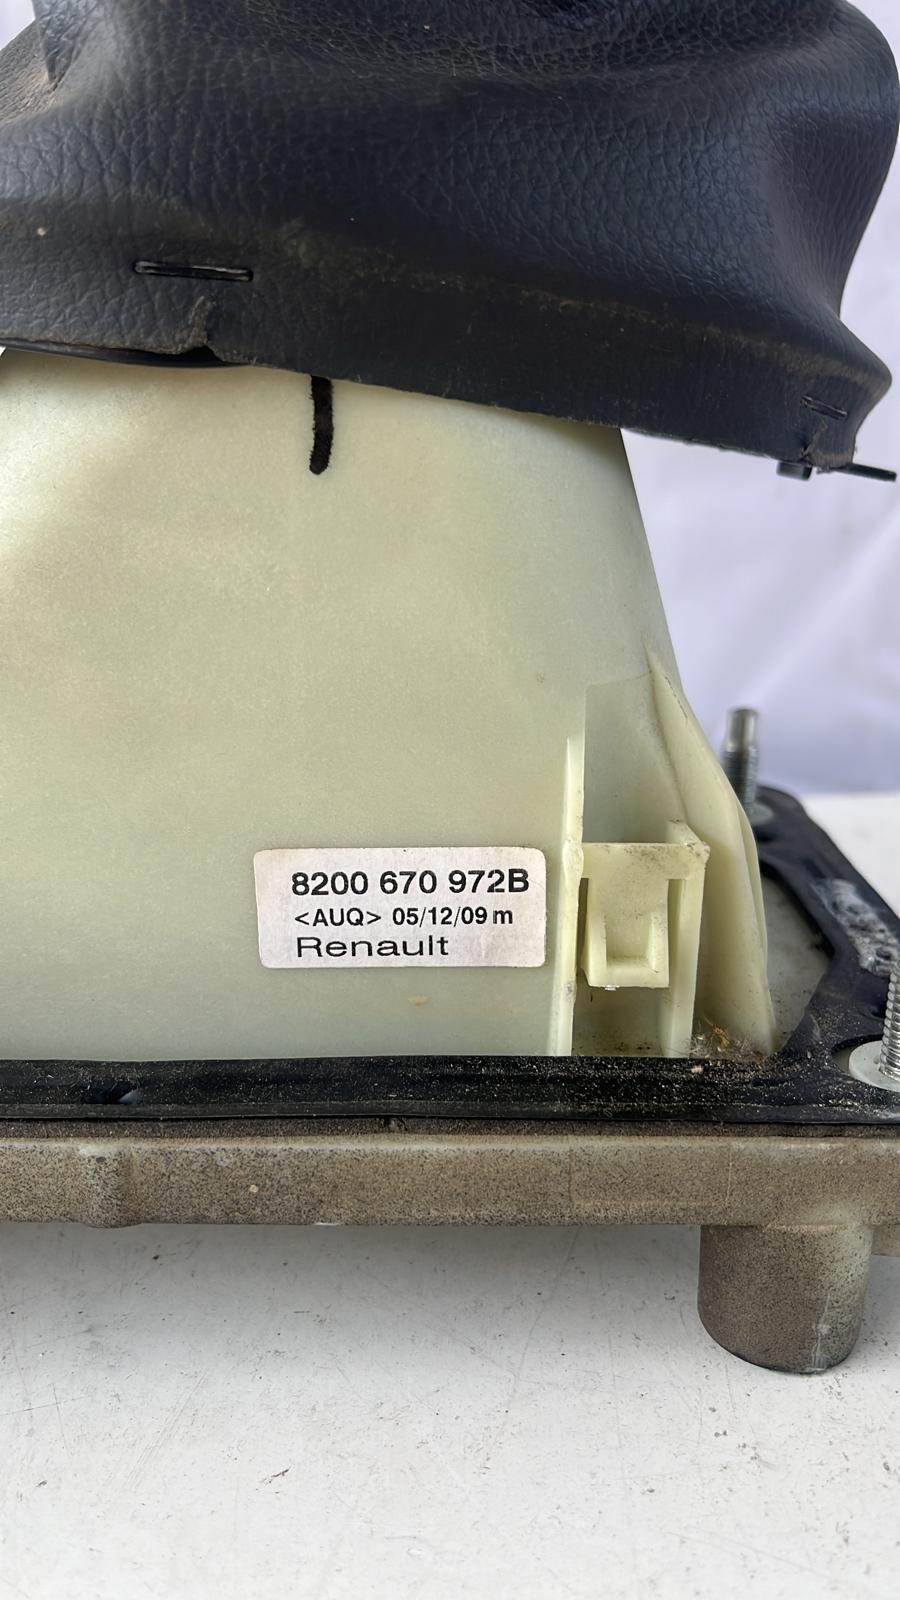 8200 670 972B
<AUQ> 05/12/09 m
Renault